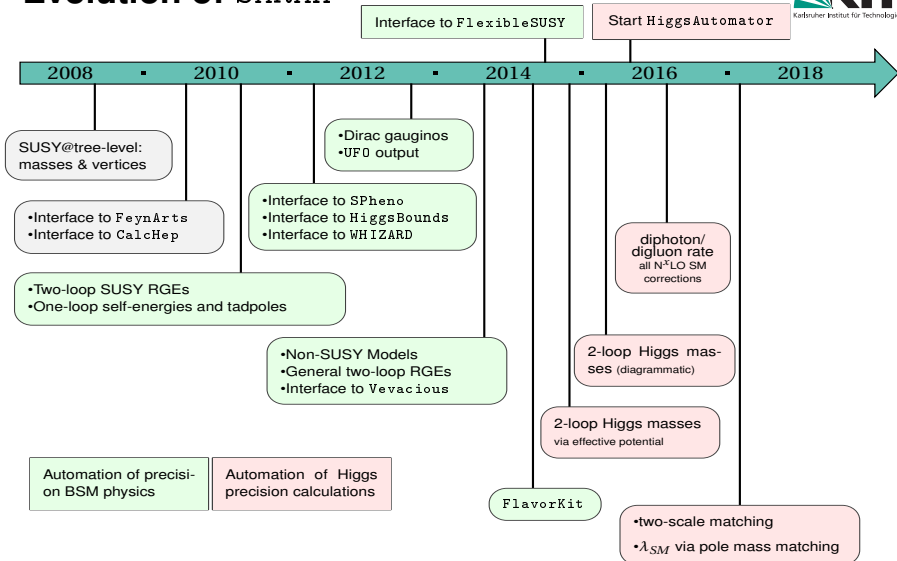 Evolution of SARAH
Karlsruher Institut für Technologie
Interface to FlexibleSUSY
Start HiggsAutomator
2008 2010 2012 2014 2016 2018
SUSY@tree-level:
masses & vertices
•Dirac gauginos
•UFO output
•Interface to FeynArts
•Interface to CalcHep
•Interface to SPheno
•Interface to HiggsBounds
•Interface to WHIZARD
diphoton/
digluon rate
all NˣLO SM
corrections
•Two-loop SUSY RGEs
•One-loop self-energies and tadpoles
•Non-SUSY Models
•General two-loop RGEs
•Interface to Vevacious
2-loop Higgs mas-
ses (diagrammatic)
2-loop Higgs masses
via effective potential
Automation of precisi-
on BSM physics
Automation of Higgs
precision calculations
FlavorKit
•two-scale matching
•λSM via pole mass matching